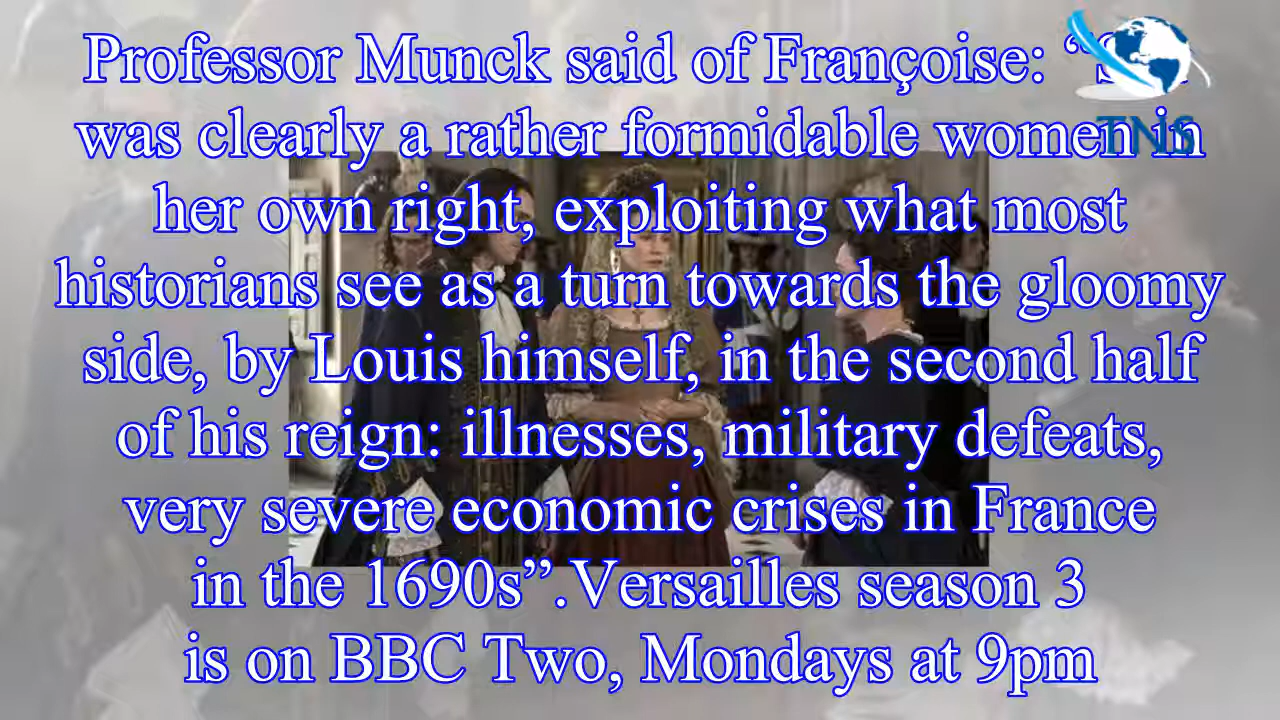 Professor Munck said of Françoise: “
was clearly a rather formidable women in
her own right, exploiting what most
historians see as a turn towards the gloomy
side, by Louis himself, in the second half
of his reign: illnesses, military defeats,
very severe economic crises in France
in the 1690s”.Versailles season 3
is on BBC Two, Mondays at 9pm
TNS